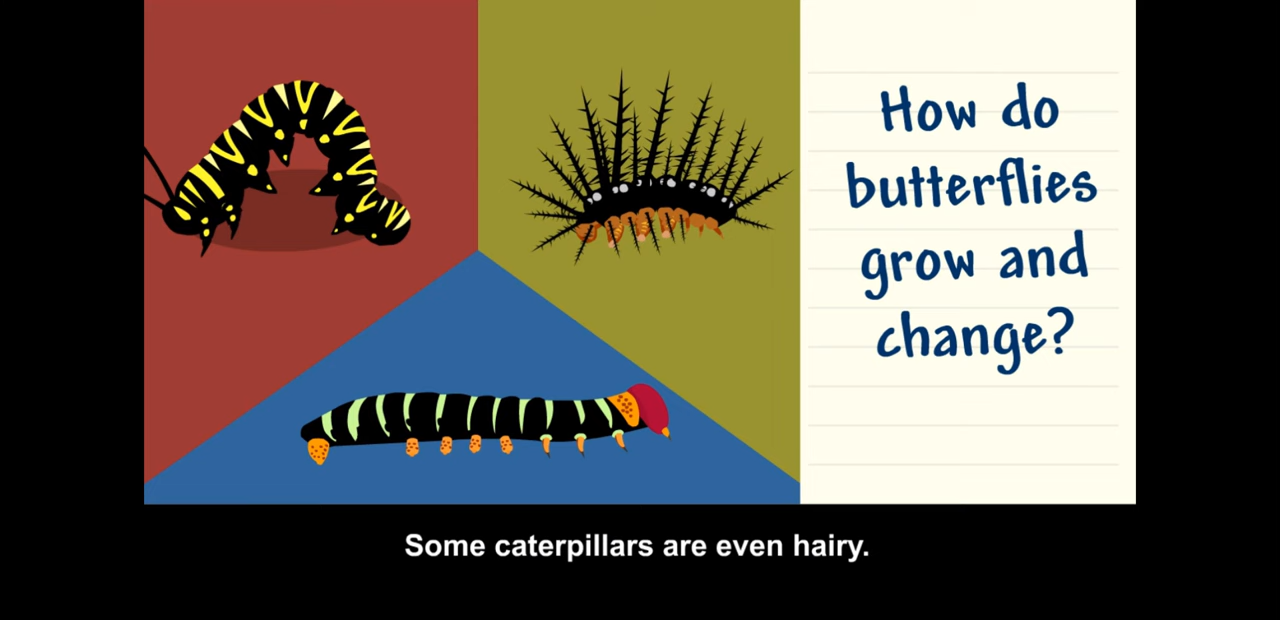 How do
butterflies
grow and
change?
Some caterpillars are even hairy.